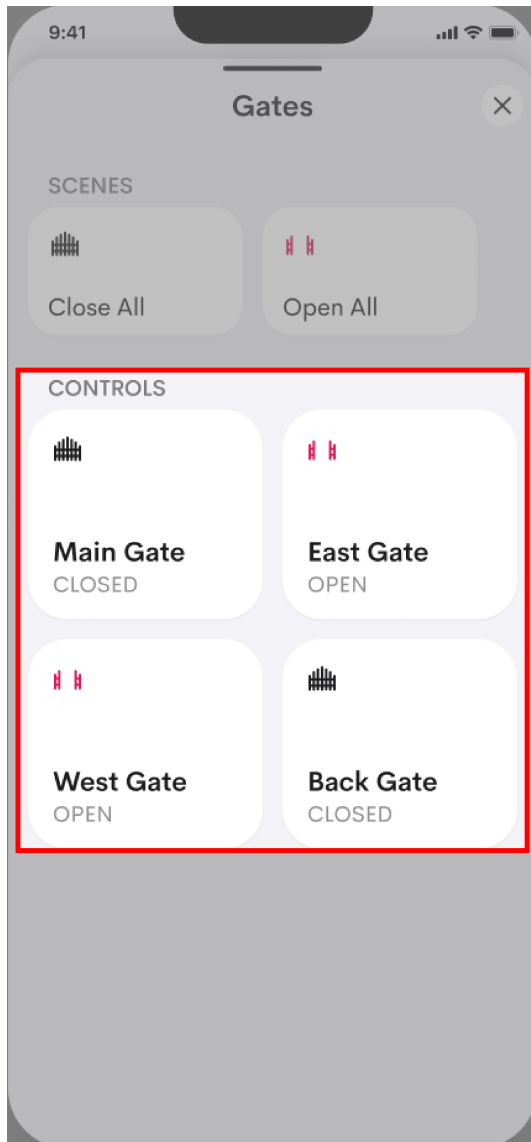 9:41
Gates
SCENES
Close All
Open All
CONTROLS
Main Gate
CLOSED
East Gate
OPEN
West Gate
OPEN
Back Gate
CLOSED